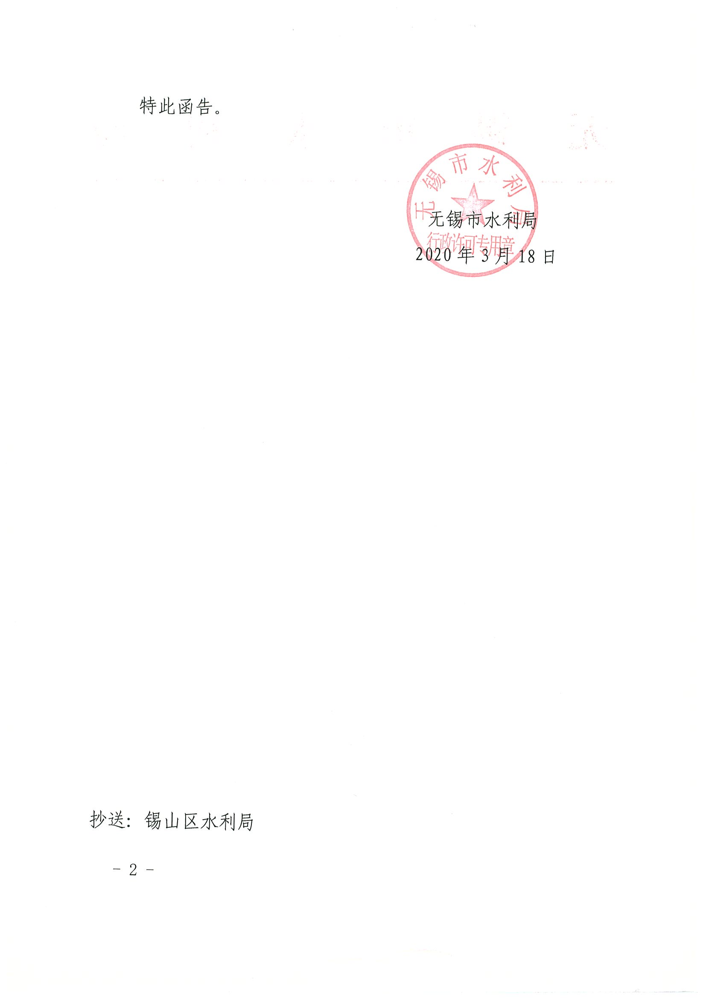 特此函告。
无锡市水利局
无锡市水利局
行政许可专用章
2020年3月18日
抄送：锡山区水利局
- 2 -